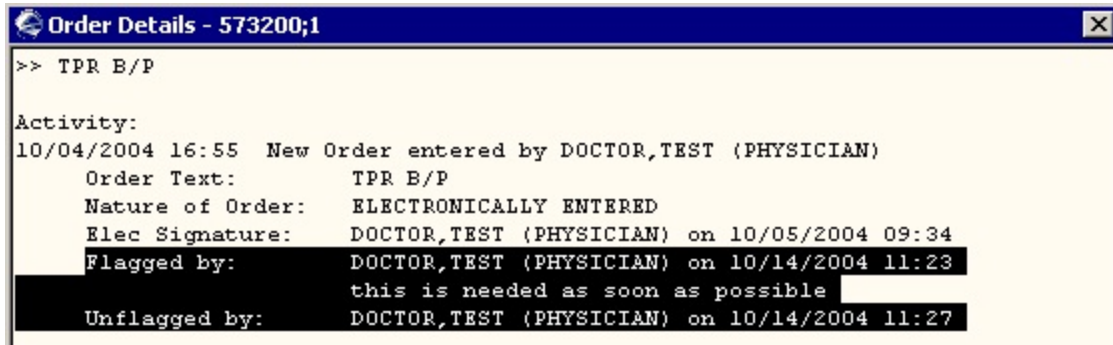 Order Details - 573200;1
>> TPR B/P
Activity:
10/04/2004 16:55  New Order entered by DOCTOR,TEST (PHYSICIAN)
Order Text: TPR B/P
Nature of Order: ELECTRONICALLY ENTERED
Elec Signature: DOCTOR,TEST (PHYSICIAN) on 10/05/2004 09:34
Flagged by: DOCTOR,TEST (PHYSICIAN) on 10/14/2004 11:23
this is needed as soon as possible
Unflagged by: DOCTOR,TEST (PHYSICIAN) on 10/14/2004 11:27